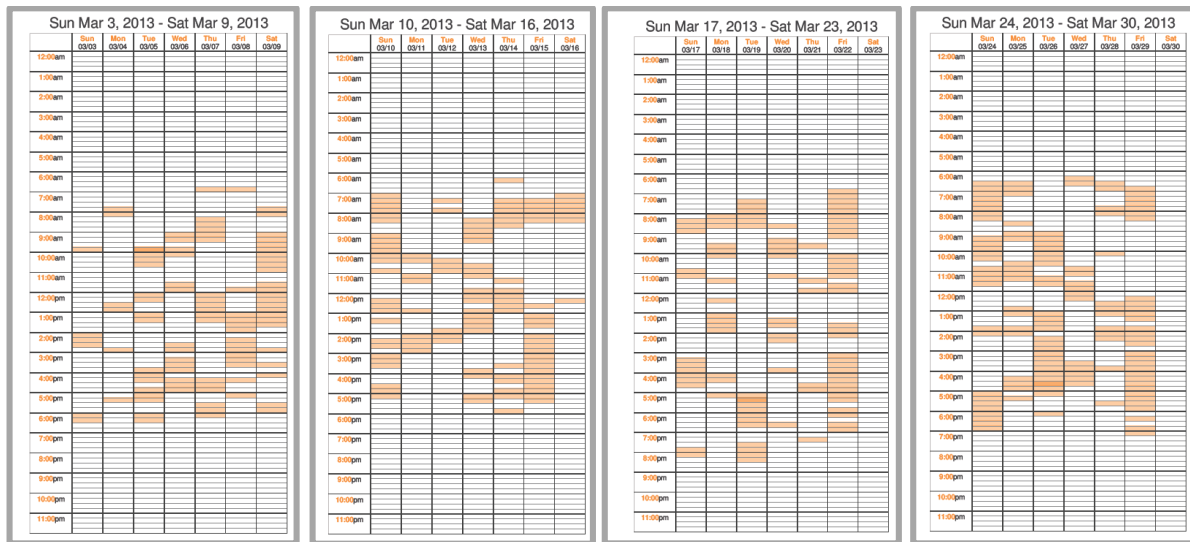 Sun Mar 3, 2013 - Sat Mar 9, 2013
Sun Mon Tue Wed Thu Fri Sat
03/03 03/04 03/05 03/06 03/07 03/08 03/09
12:00am
1:00am
2:00am
3:00am
4:00am
5:00am
6:00am
7:00am
8:00am
9:00am
10:00am
11:00am
12:00pm
1:00pm
2:00pm
3:00pm
4:00pm
5:00pm
6:00pm
7:00pm
8:00pm
9:00pm
10:00pm
11:00pm
Sun Mar 10, 2013 - Sat Mar 16, 2013
Sun Mon Tue Wed Thu Fri Sat
03/10 03/11 03/12 03/13 03/14 03/15 03/16
12:00am
1:00am
2:00am
3:00am
4:00am
5:00am
6:00am
7:00am
8:00am
9:00am
10:00am
11:00am
12:00pm
1:00pm
2:00pm
3:00pm
4:00pm
5:00pm
6:00pm
7:00pm
8:00pm
9:00pm
10:00pm
11:00pm
Sun Mar 17, 2013 - Sat Mar 23, 2013
Sun Mon Tue Wed Thu Fri Sat
03/17 03/18 03/19 03/20 03/21 03/22 03/23
12:00am
1:00am
2:00am
3:00am
4:00am
5:00am
6:00am
7:00am
8:00am
9:00am
10:00am
11:00am
12:00pm
1:00pm
2:00pm
3:00pm
4:00pm
5:00pm
6:00pm
7:00pm
8:00pm
9:00pm
10:00pm
11:00pm
Sun Mar 24, 2013 - Sat Mar 30, 2013
Sun Mon Tue Wed Thu Fri Sat
03/24 03/25 03/26 03/27 03/28 03/29 03/30
12:00am
1:00am
2:00am
3:00am
4:00am
5:00am
6:00am
7:00am
8:00am
9:00am
10:00am
11:00am
12:00pm
1:00pm
2:00pm
3:00pm
4:00pm
5:00pm
6:00pm
7:00pm
8:00pm
9:00pm
10:00pm
11:00pm